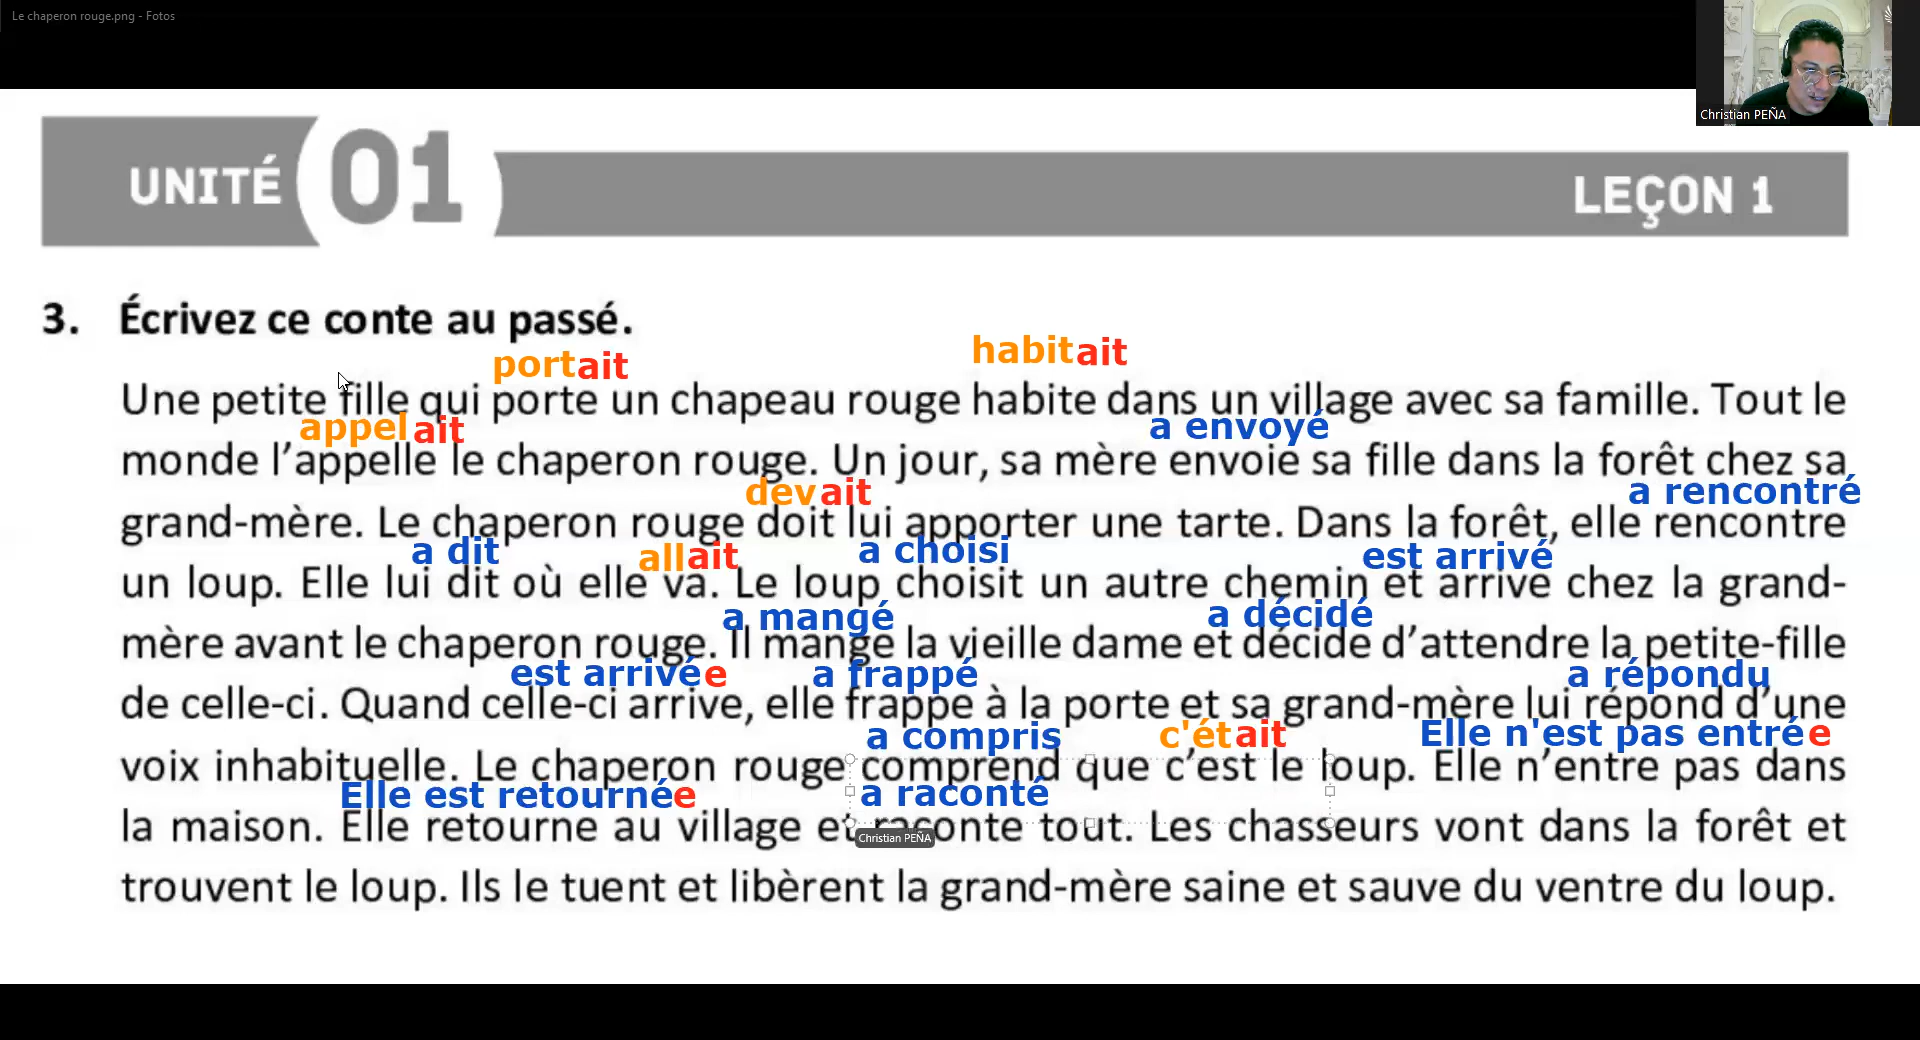 Le chaperon rouge.png - Fotos
Christian PEÑA
UNITÉ 01 LEÇON 1
3. Écrivez ce conte au passé.
portait habitait
Une petite fille qui porte un chapeau rouge habite dans un village avec sa famille. Tout le
appelait a envoyé
monde l'appelle le chaperon rouge. Un jour, sa mère envoie sa fille dans la forêt chez sa
devait a rencontré
grand-mère. Le chaperon rouge doit lui apporter une tarte. Dans la forêt, elle rencontre
a dit allait a choisi est arrivé
un loup. Elle lui dit où elle va. Le loup choisit un autre chemin et arrive chez la grand-
a mangé a décidé
mère avant le chaperon rouge. Il mange la vieille dame et décide d'attendre la petite-fille
est arrivée a frappé a répondu
de celle-ci. Quand celle-ci arrive, elle frappe à la porte et sa grand-mère lui répond d'une
a compris c'était Elle n'est pas entrée
voix inhabituelle. Le chaperon rouge comprend que c'est le loup. Elle n'entre pas dans
Elle est retournée a raconté
la maison. Elle retourne au village et raconte tout. Les chasseurs vont dans la forêt et
Christian PEÑA
trouvent le loup. Ils le tuent et libèrent la grand-mère saine et sauve du ventre du loup.